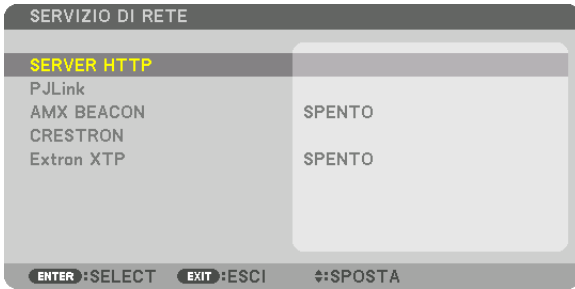 SERVIZIO DI RETE
SERVER HTTP
PJLink
AMX BEACON SPENTO
CRESTRON
Extron XTP SPENTO
ENTER :SELECT EXIT :ESCI :SPOSTA